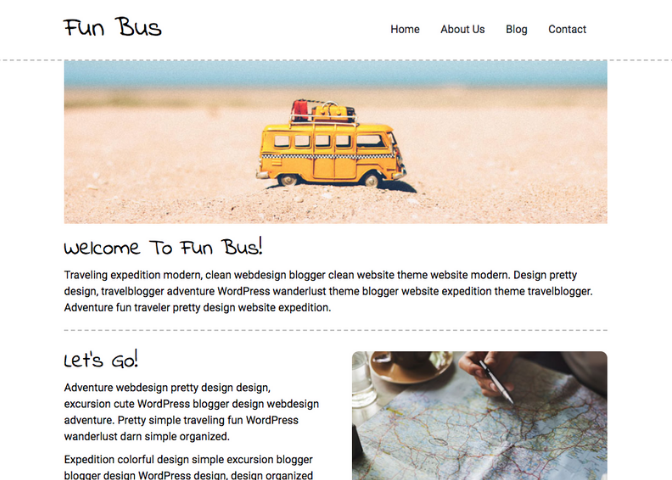 Fun Bus
Home About Us Blog Contact
Welcome To Fun Bus!
Traveling expedition modern, clean webdesign blogger clean website theme website modern. Design pretty
design, travelblogger adventure WordPress wanderlust theme blogger website expedition theme travelblogger.
Adventure fun traveler pretty design website expedition.
Let's Go!
Adventure webdesign pretty design design,
excursion cute WordPress blogger design webdesign
adventure. Pretty simple traveling fun WordPress
wanderlust darn simple organized.
Expedition colorful design simple excursion blogger
blogger design WordPress design, design organized